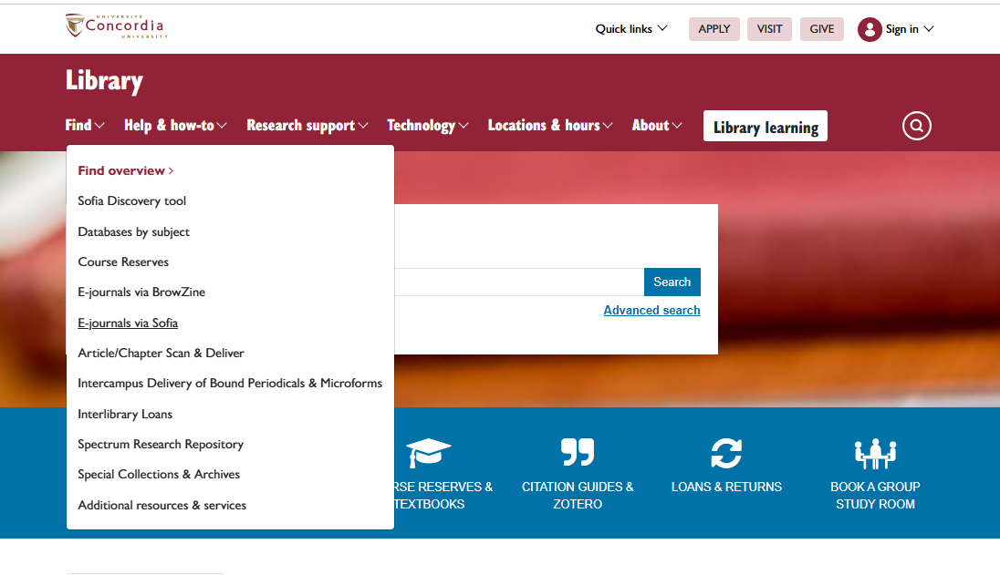 UNIVERSITÉ
Concordia
UNIVERSITY
Quick links
APPLY
VISIT
GIVE
Sign in
Library
Find
Help & how-to
Research support
Technology
Locations & hours
About
Library learning
Find overview
Sofia Discovery tool
Databases by subject
Course Reserves
E-journals via BrowZine
E-journals via Sofia
Article/Chapter Scan & Deliver
Intercampus Delivery of Bound Periodicals & Microforms
Interlibrary Loans
Spectrum Research Repository
Special Collections & Archives
Additional resources & services
Search
Advanced search
RSE RESERVES &
TEXTBOOKS
CITATION GUIDES &
ZOTERO
LOANS & RETURNS
BOOK A GROUP
STUDY ROOM